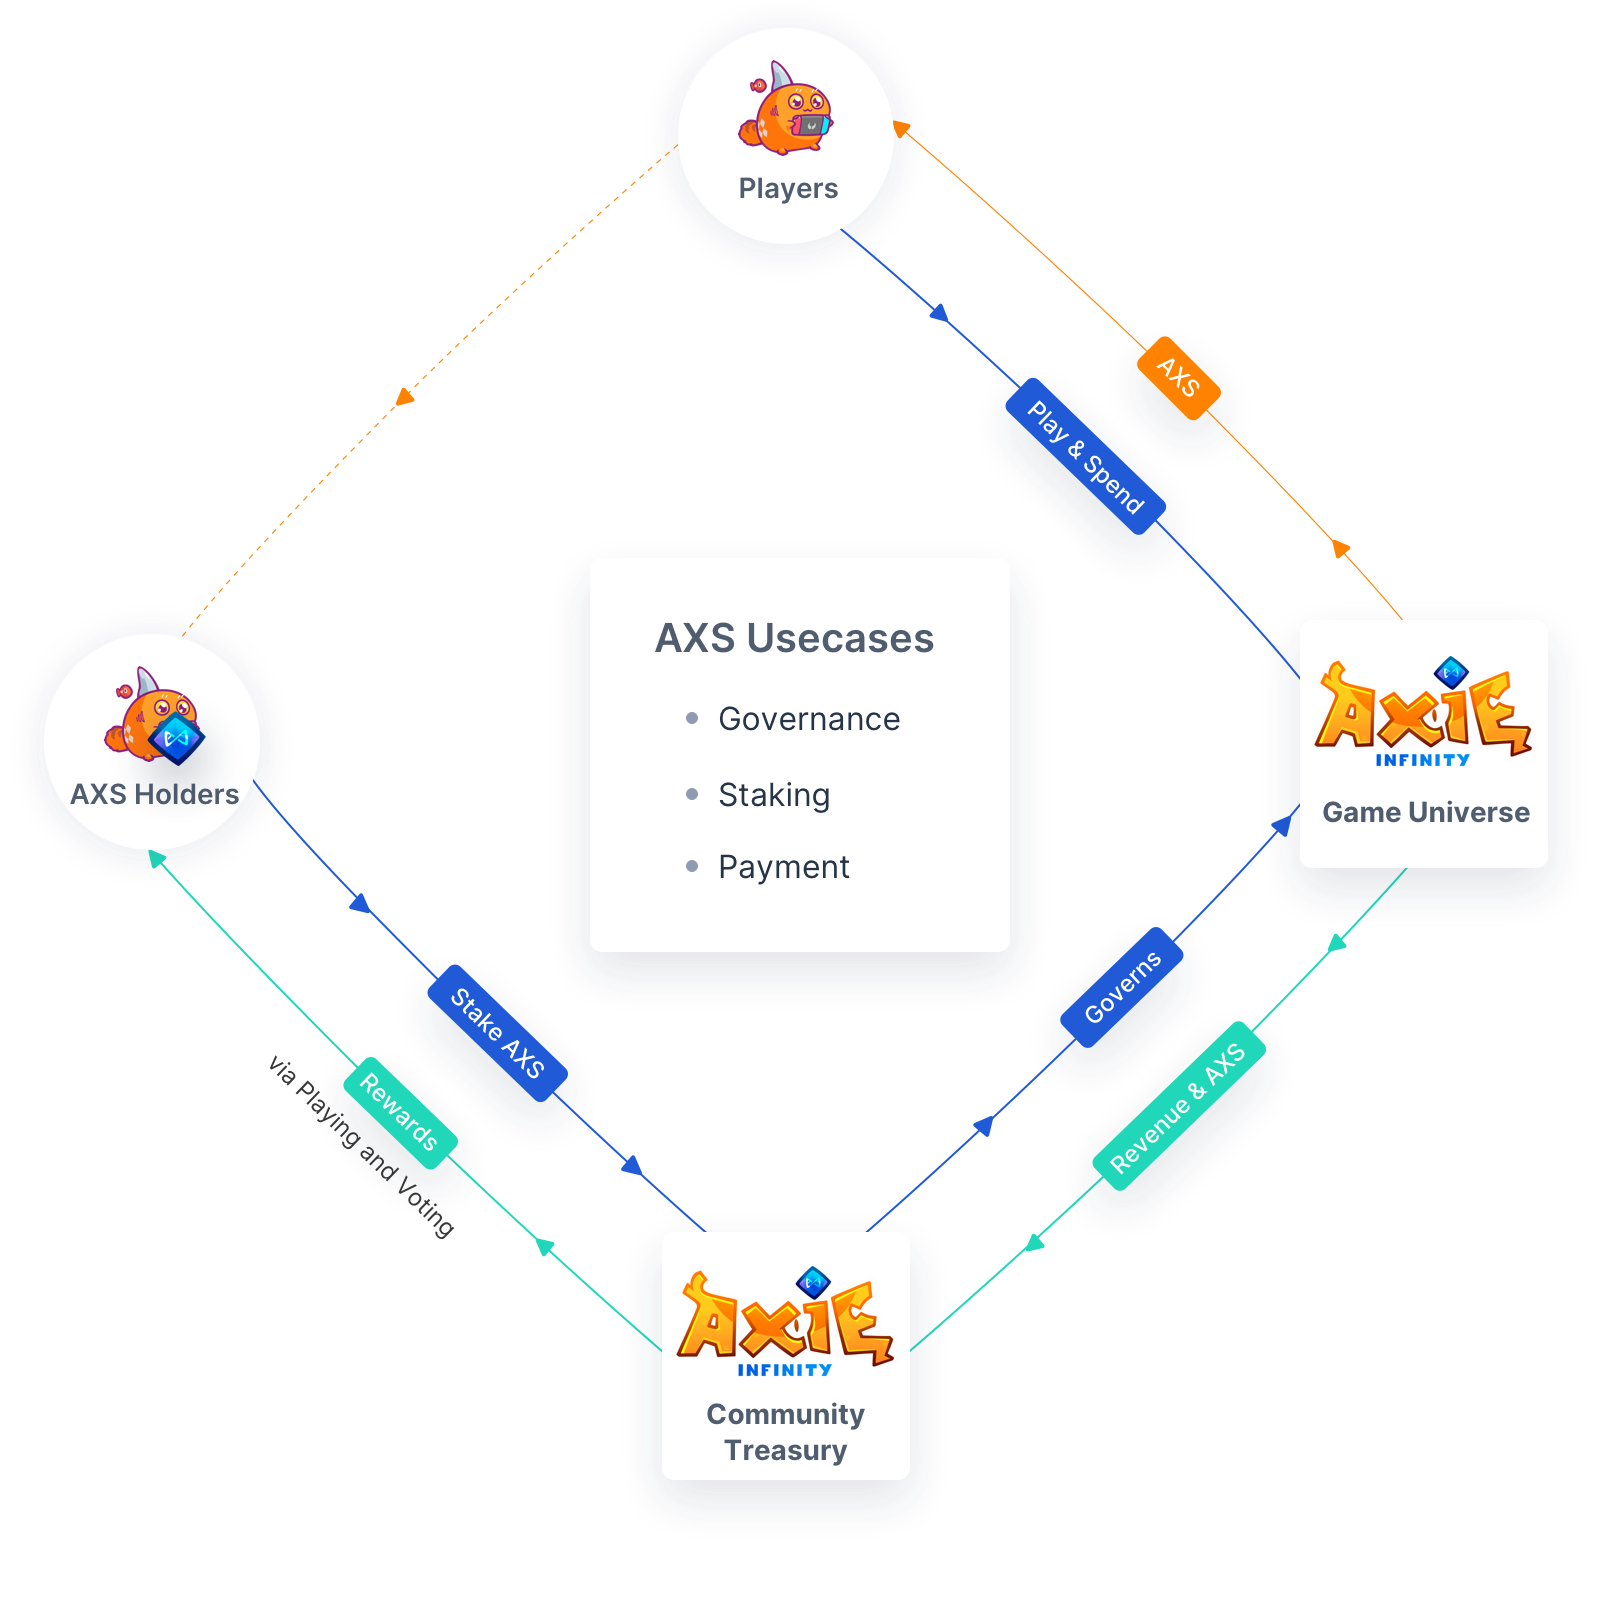 Players
AXS
Play & Spend
AXS Usecases
Governance
Staking
Payment
AXS Holders
AXIE
INFINITY
Game Universe
Stake AXS
Governs
Rewards
via Playing and Voting
Revenue & AXS
AXIE
INFINITY
Community
Treasury